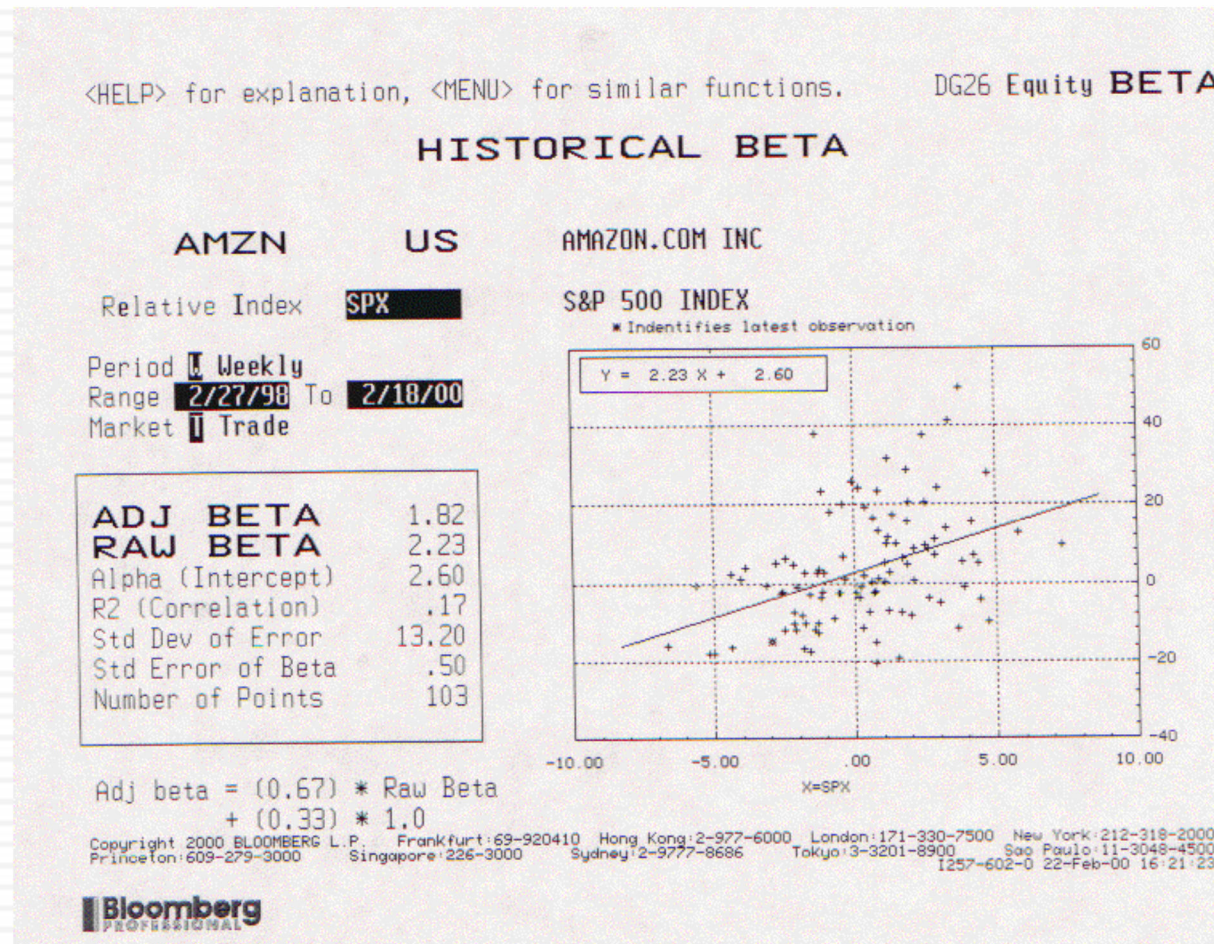 <HELP> for explanation, <MENU> for similar functions. DG26 Equity BETA
HISTORICAL BETA
AMZN US AMAZON.COM INC
Relative Index SPX S&P 500 INDEX
* Indentifies latest observation
Period W Weekly
Range 2/27/98 To 2/18/00
Market T Trade
Y = 2.23 X + 2.60
60
40
20
0
-20
-40
-10.00 -5.00 .00 5.00 10.00
X=SPX
ADJ BETA 1.82
RAW BETA 2.23
Alpha (Intercept) 2.60
R2 (Correlation) .17
Std Dev of Error 13.20
Std Error of Beta .50
Number of Points 103
Adj beta = (0.67) * Raw Beta
+ (0.33) * 1.0
Copyright 2000 BLOOMBERG L.P. Frankfurt:69-920410 Hong Kong:2-977-6000 London:171-330-7500 New York:212-318-2000
Princeton:609-279-3000 Singapore:226-3000 Sydney:2-9777-8686 Tokyo:3-3201-8900 Sao Paulo:11-3048-4500
I257-602-0 22-Feb-00 16:21:23
Bloomberg
PROFESSIONAL